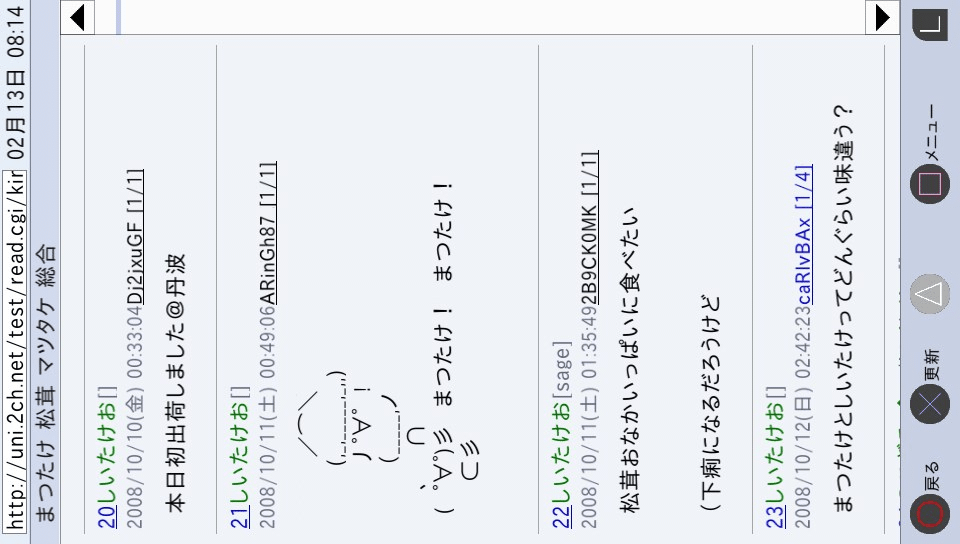 http://uni.2ch.net/test/read.cgi/kir 02月13日 08:14
まつたけ 松茸 マツタケ 総合
20しいたけお[]
2008/10/10(金) 00:33:04Dj2jxuGF [1/1]
本日初出荷しました@丹波
21しいたけお[]
2008/10/11(土) 00:49:06ARinGh87 [1/1]
まつたけ！ まつたけ！
22しいたけお[sage]
2008/10/11(土) 01:35:492B9CK0MK [1/1]
松茸おなかいっぱいに食べたい
(下痢になるだろうけど
23しいたけお[]
2008/10/12(日) 02:42:23caRIvBAx [1/4]
まつたけとしいたけってどんぐらい味違う？
戻る 更新 メニュー L